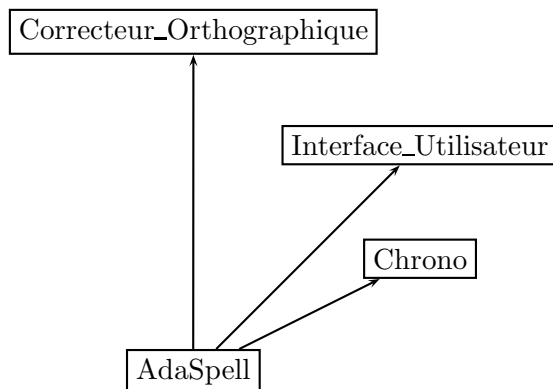 Correcteur_Orthographique
Interface_Utilisateur
Chrono
AdaSpell